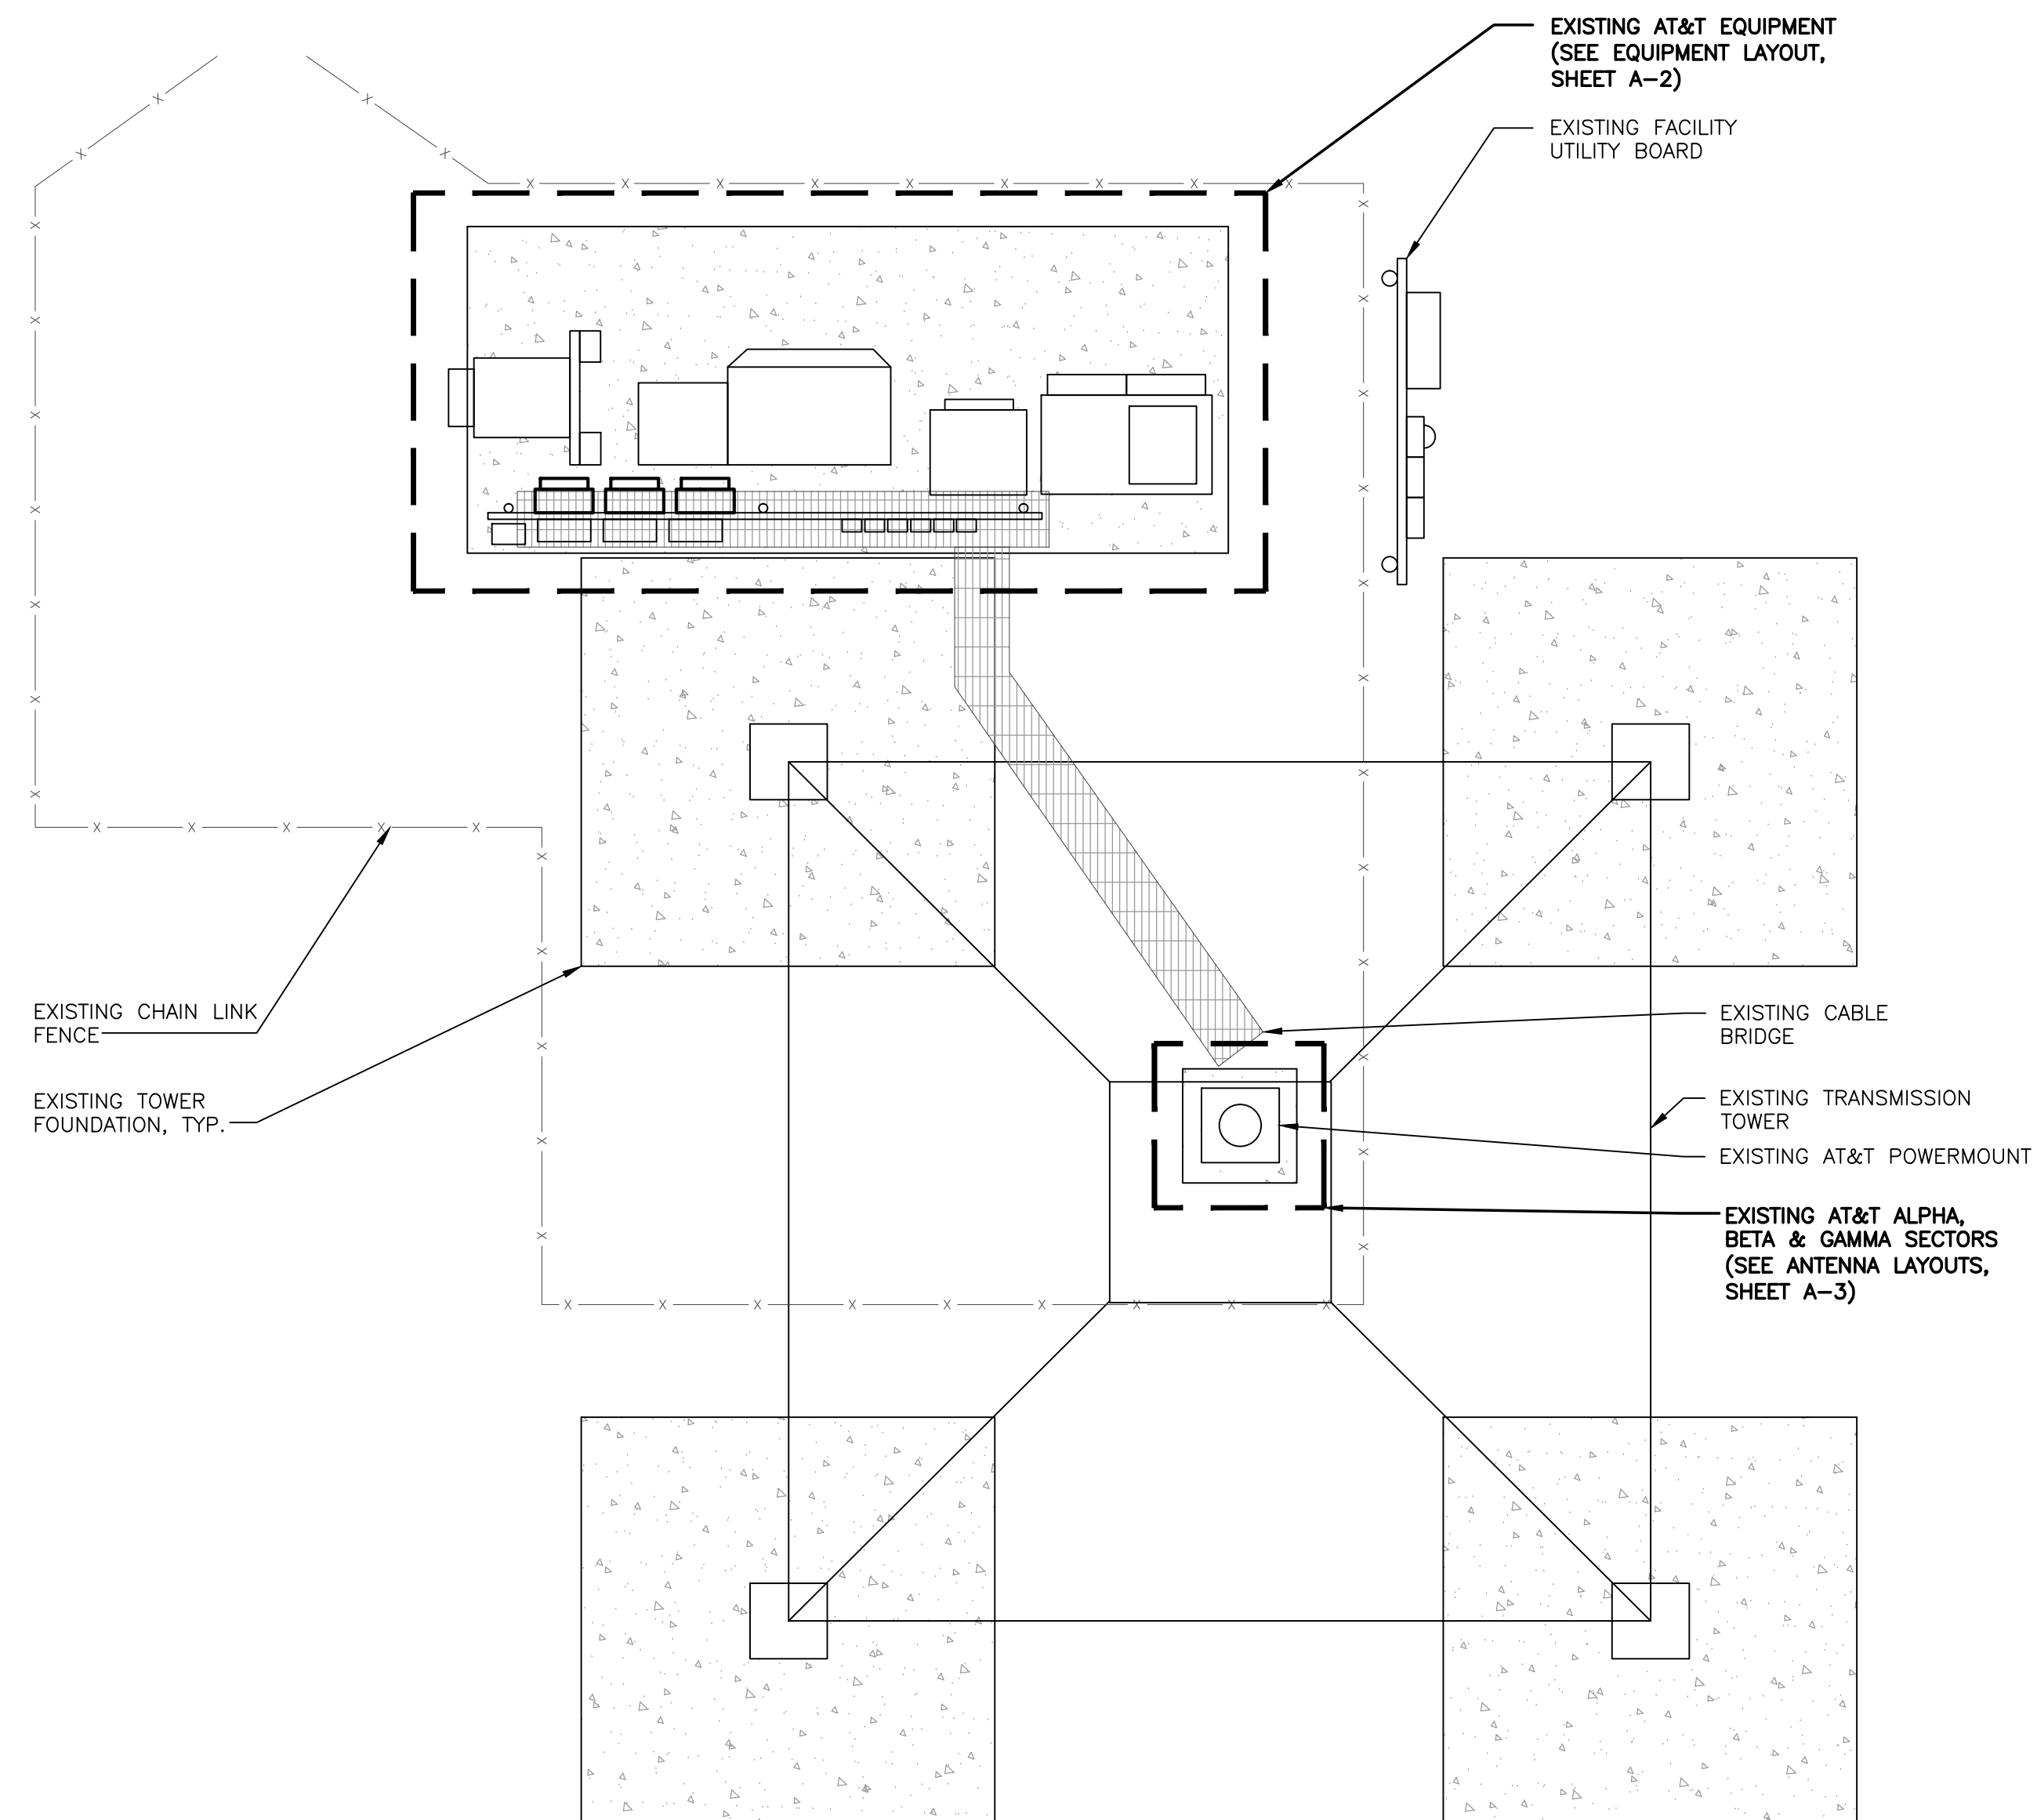 EXISTING AT&T EQUIPMENT
(SEE EQUIPMENT LAYOUT,
SHEET A-2)
EXISTING FACILITY
UTILITY BOARD
EXISTING CHAIN LINK
FENCE
EXISTING TOWER
FOUNDATION, TYP.
EXISTING CABLE
BRIDGE
EXISTING TRANSMISSION
TOWER
EXISTING AT&T POWERMOUNT
EXISTING AT&T ALPHA,
BETA & GAMMA SECTORS
(SEE ANTENNA LAYOUTS,
SHEET A-3)